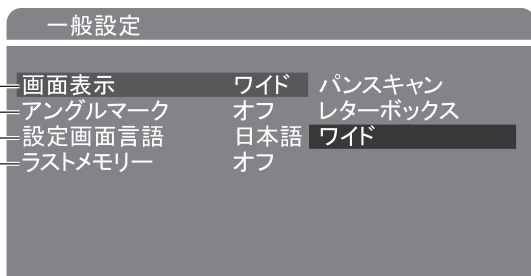 一般設定
画面表示 ワイド パンスキャン
アングルマーク オフ レターボックス
設定画面言語 日本語 ワイド
ラストメモリー オフ